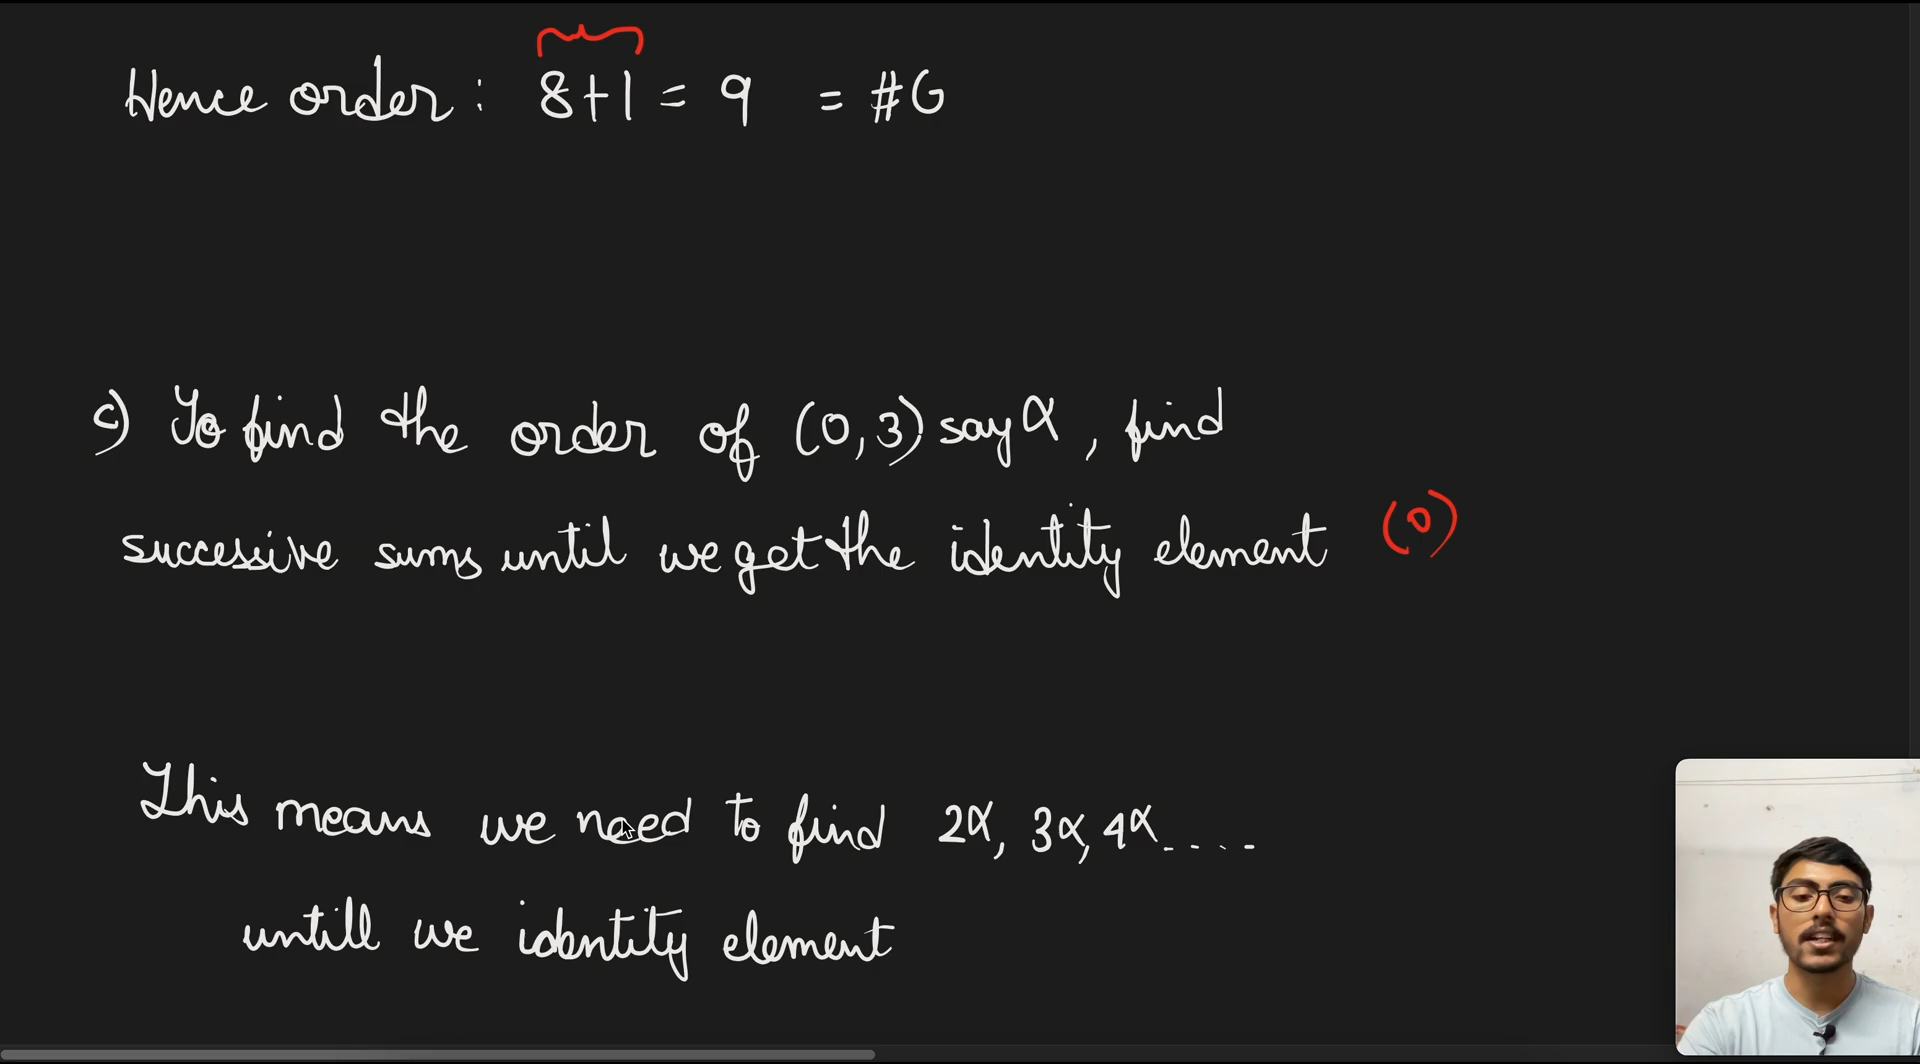 Hence order : 8+1 = 9 = #G
c) To find the order of (0,3) say α, find
successive sums until we get the identity element (0)
This means we need to find 2α, 3α, 4α.....
untill we identity element